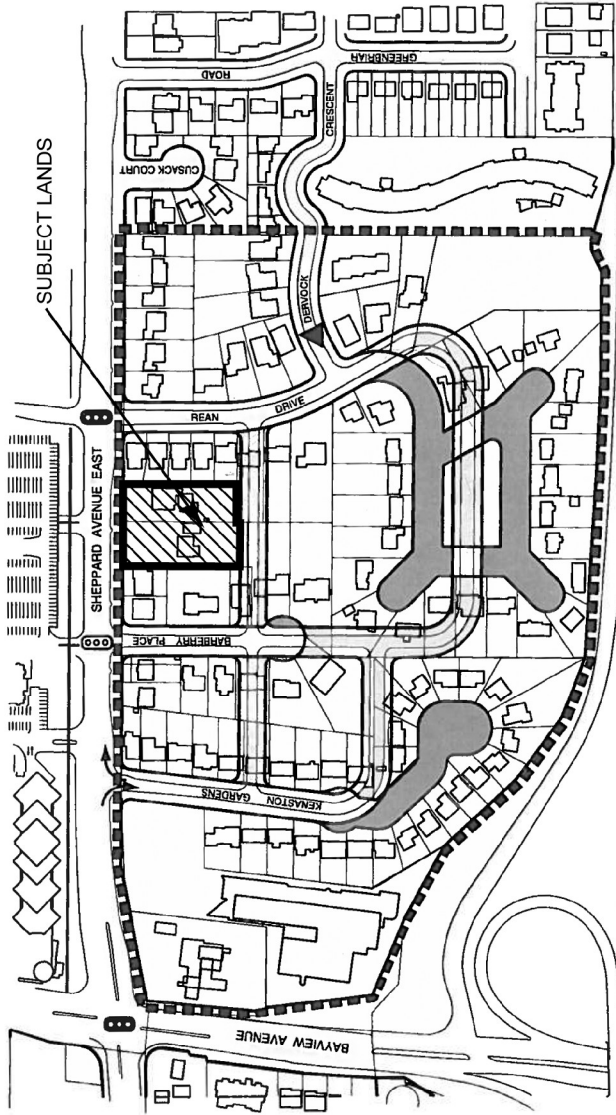 SUBJECT LANDS
SHEPPARD AVENUE EAST
CUSACK COURT
ROAD
GREENBRIAR
CRESCENT
DERVOCK
REAN
DRIVE
BARBERRY PLACE
KENASTON
GARDENS
BAYVIEW AVENUE